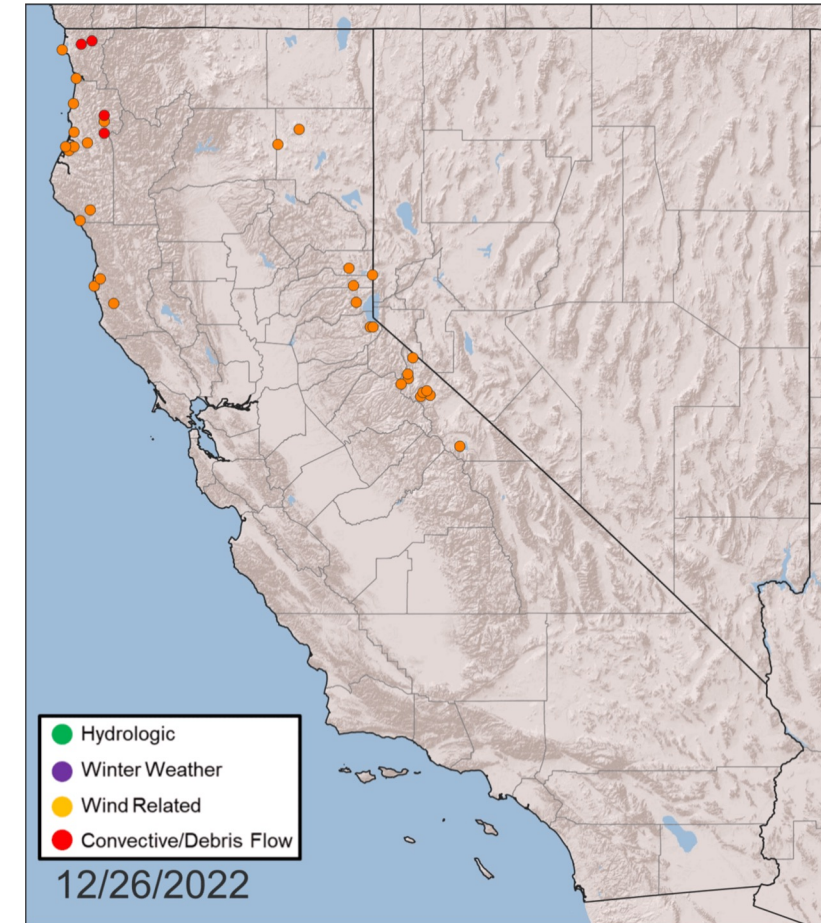 Hydrologic
Winter Weather
Wind Related
Convective/Debris Flow
12/26/2022